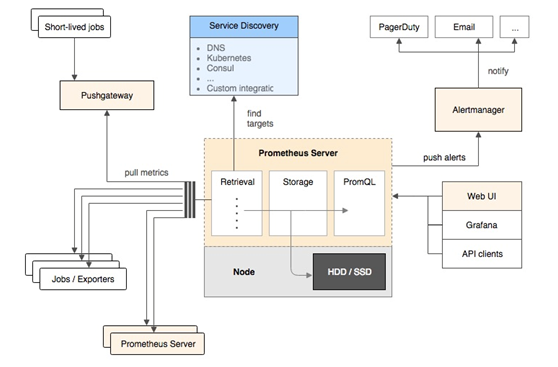 Short-lived jobs
Pushgateway
pull metrics
Jobs / Exporters
Prometheus Server
Service Discovery
• DNS
• Kubernetes
• Consul
• ...
• Custom integratic
find
targets
Prometheus Server
Retrieval
Storage
PromQL
Node
HDD / SSD
PagerDuty
Email
...
notify
Alertmanager
push alerts
Web UI
Grafana
API clients